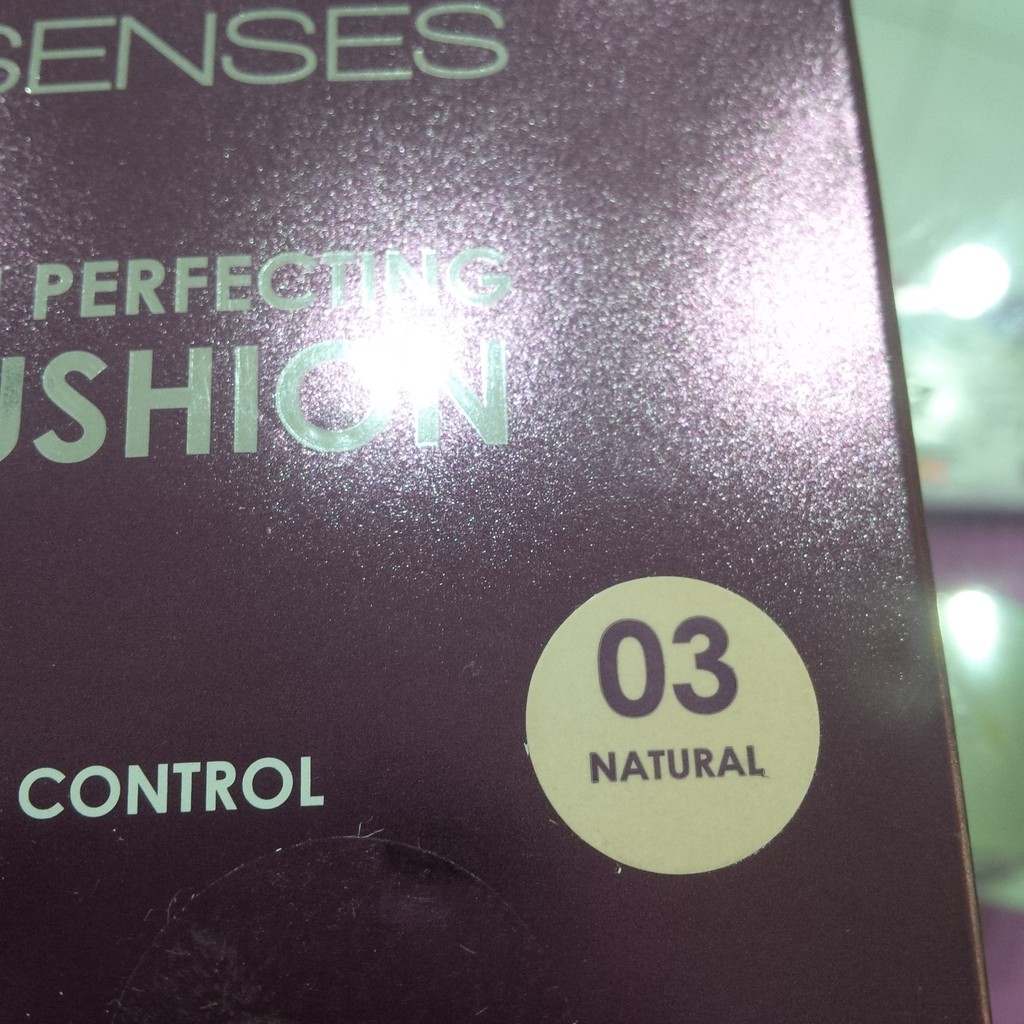 SENSES
PERFECTING
USHION
03
NATURAL
CONTROL